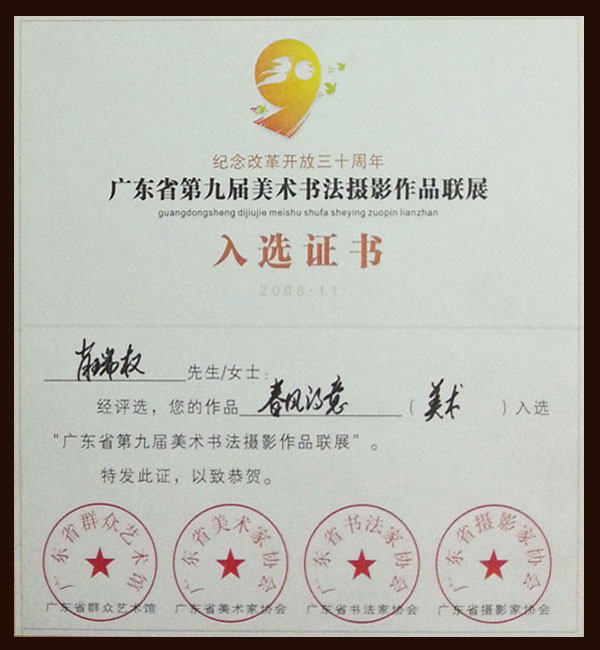 30
纪念改革开放三十周年
广东省第九届美术书法摄影作品联展
guangdongsheng dijiujie meishu shufa sheying zuopin lianzhan
入选证书
2008·11
肖瑞权 先生/女士：
经评选，您的作品 春风得意 （ 美术 ）入选
“广东省第九届美术书法摄影作品联展”。
特发此证，以致恭贺。
广东省群众艺术馆 广东省美术家协会 广东省书法家协会 广东省摄影家协会
广东省群众艺术馆 广东省美术家协会 广东省书法家协会 广东省摄影家协会